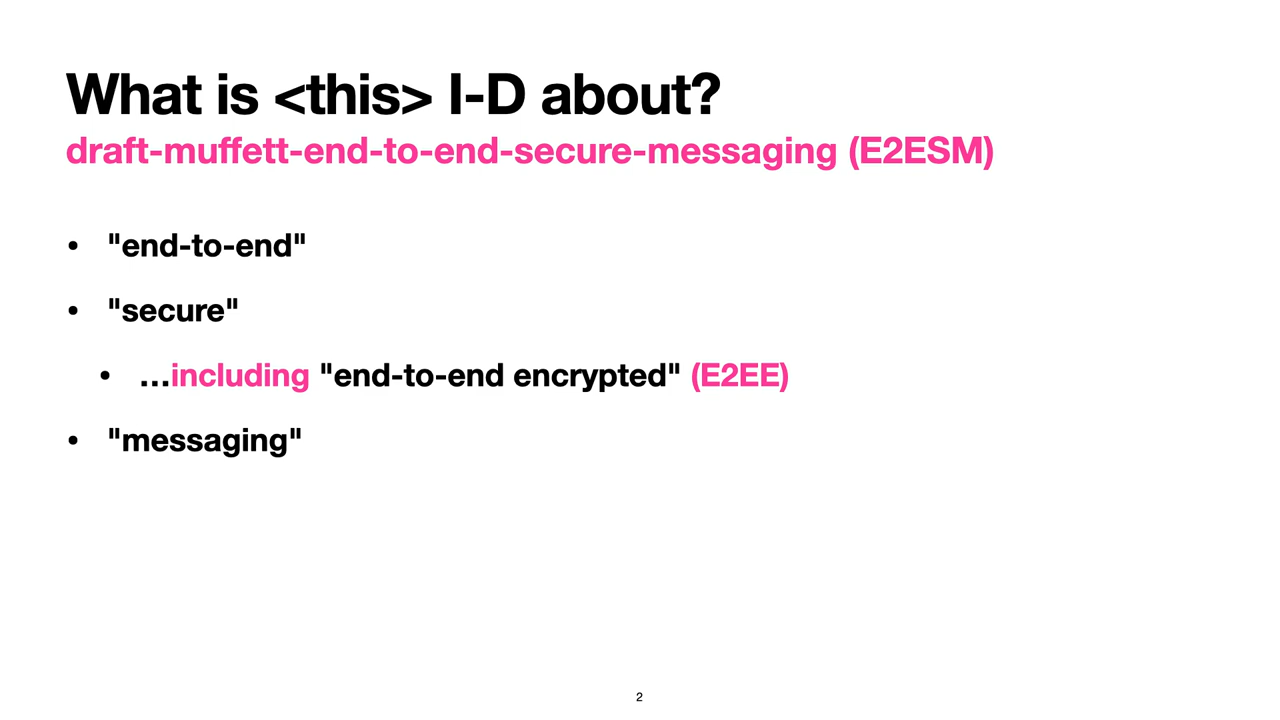 What is <this> I-D about?
draft-muffett-end-to-end-secure-messaging (E2ESM)
• "end-to-end"
• "secure"
• …including "end-to-end encrypted" (E2EE)
• "messaging"
2